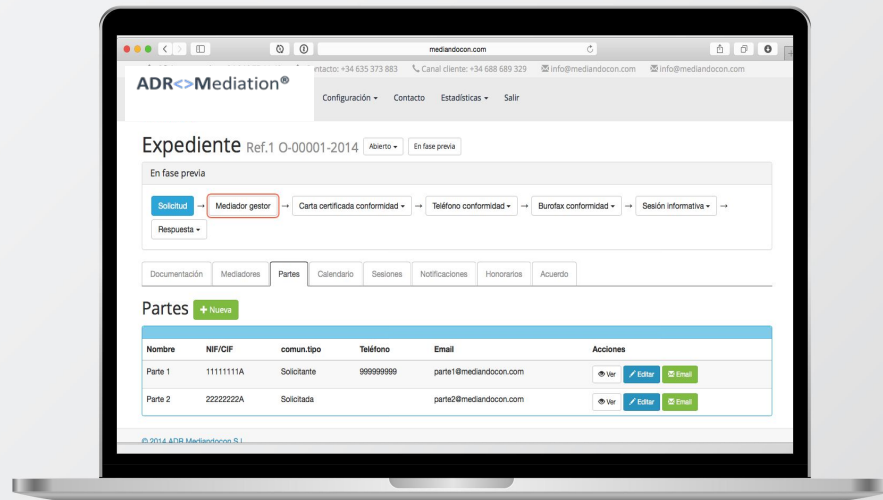 mediandocon.com
ntacto: +34 635 373 883 Canal cliente: +34 688 689 329 info@mediandocon.com info@mediandocon.com
ADR<>Mediation®
Configuración Contacto Estadísticas Salir
Expediente Ref.1 O-00001-2014 Abierto En fase previa
En fase previa
Solicitud → Mediador gestor → Carta certificada conformidad → Teléfono conformidad → Burofax conformidad → Sesión informativa →
Respuesta
Documentación Mediadores Partes Calendario Sesiones Notificaciones Honorarios Acuerdo
Partes + Nueva
Nombre NIF/CIF comun.tipo Teléfono Email Acciones
Parte 1 11111111A Solicitante 999999999 parte1@mediandocon.com Ver Editar Email
Parte 2 22222222A Solicitada parte2@mediandocon.com Ver Editar Email
© 2014 ADR Mediandocon S.L.